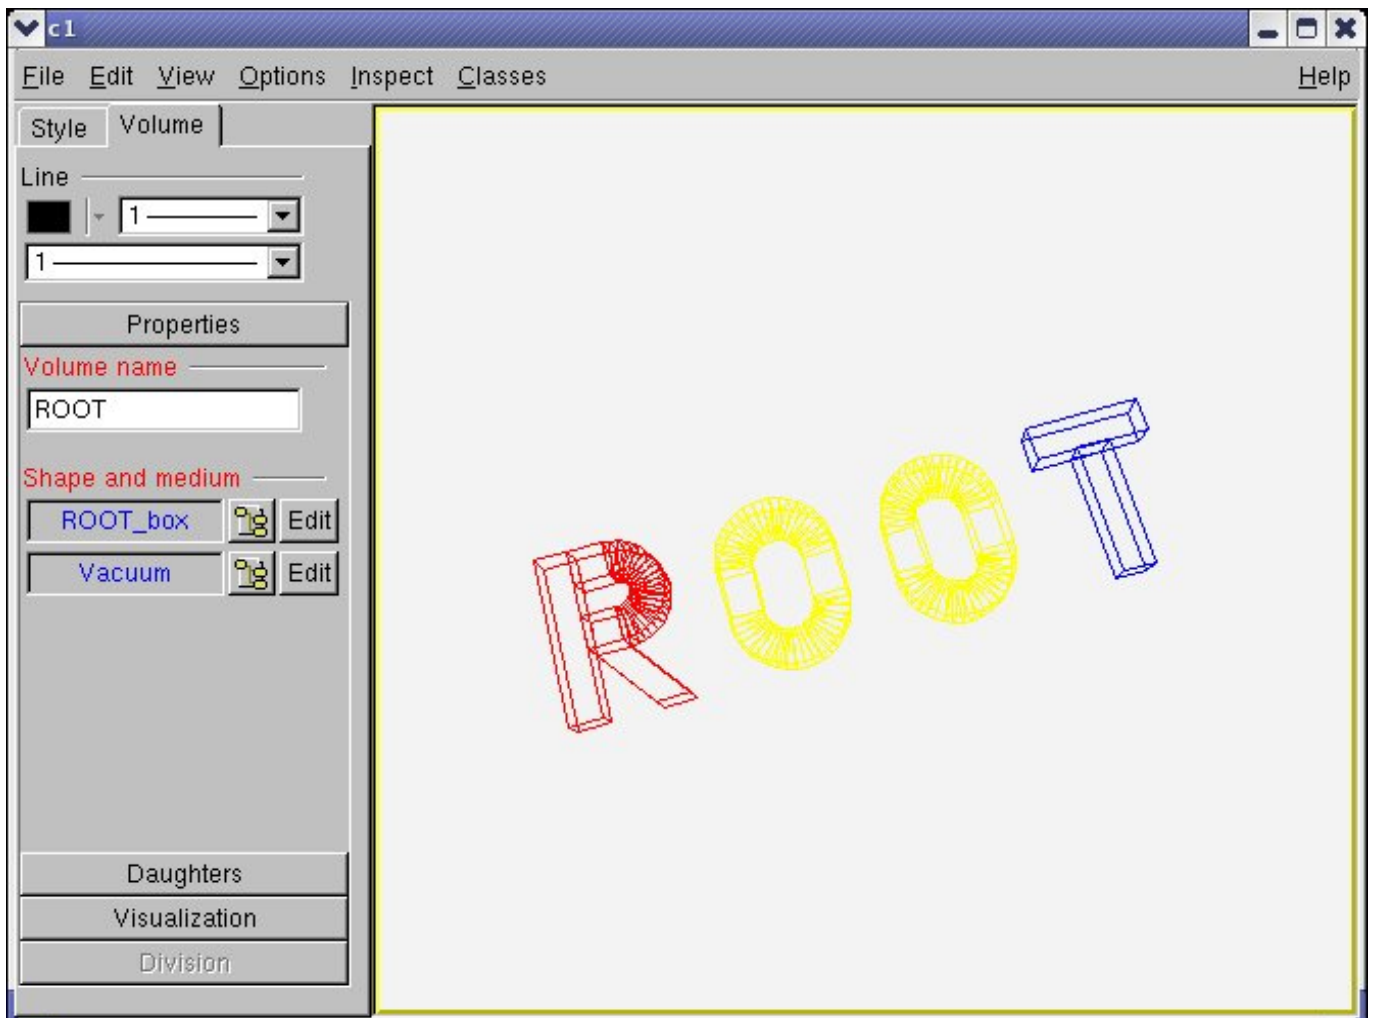 c1
File Edit View Options Inspect Classes Help
Style Volume
Line
1
1
Properties
Volume name
ROOT
Shape and medium
ROOT_box Edit
Vacuum Edit
Daughters
Visualization
Division
ROOT